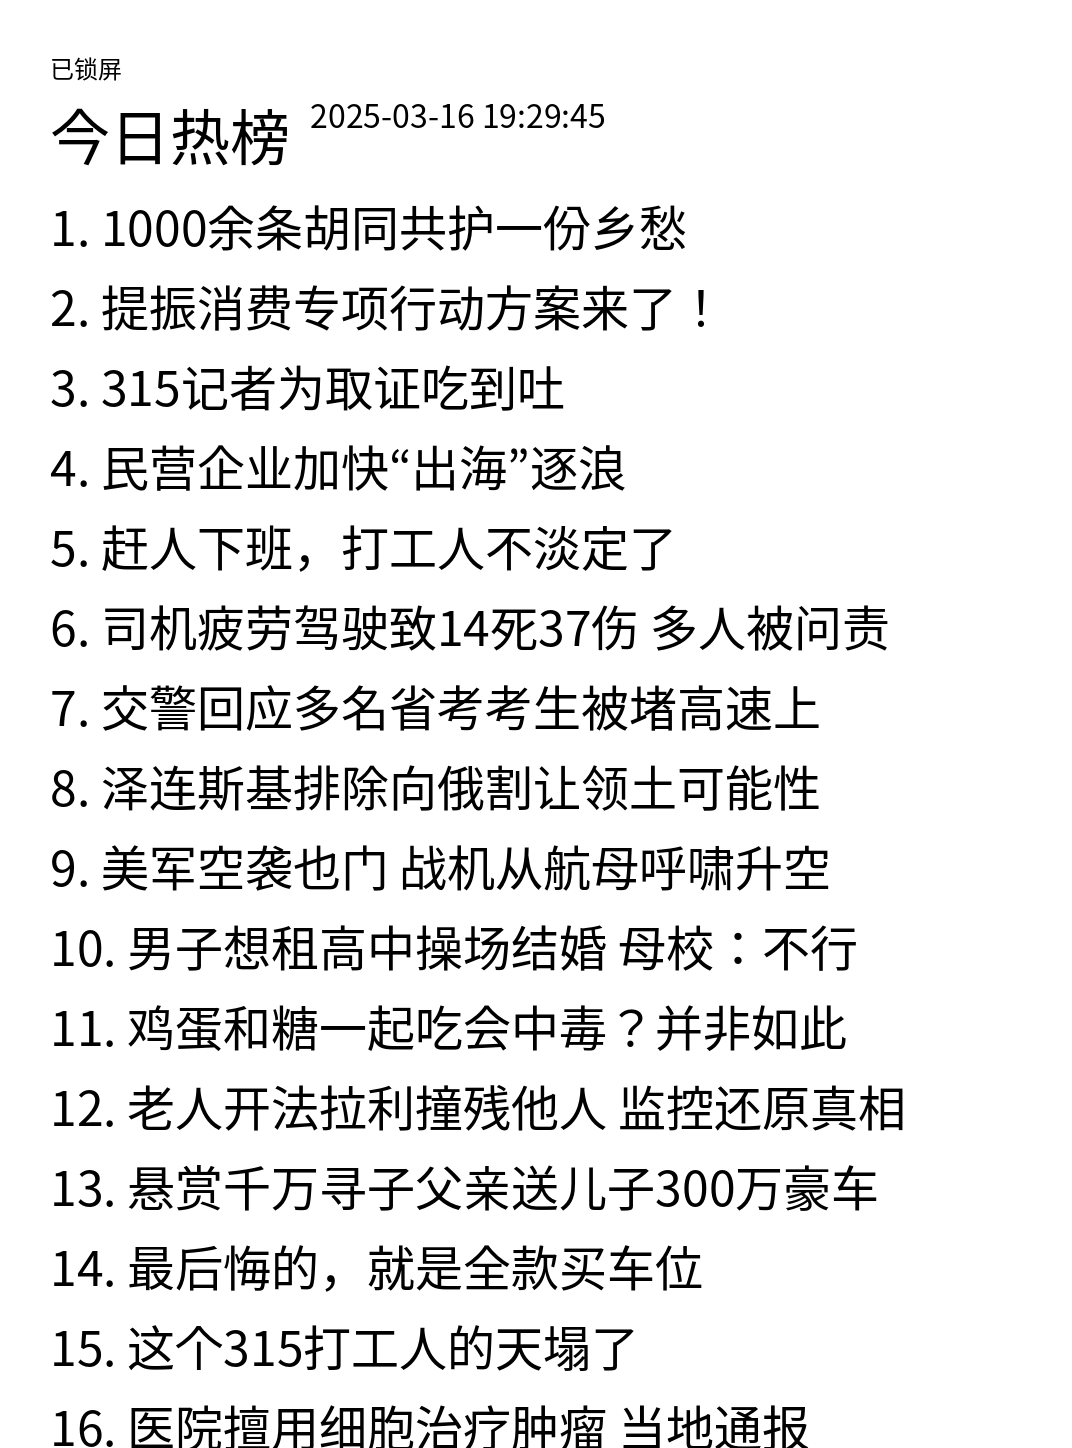 已锁屏
今日热榜 2025-03-16 19:29:45
1. 1000余条胡同共护一份乡愁
2. 提振消费专项行动方案来了！
3. 315记者为取证吃到吐
4. 民营企业加快“出海”逐浪
5. 赶人下班，打工人不淡定了
6. 司机疲劳驾驶致14死37伤 多人被问责
7. 交警回应多名省考考生被堵高速上
8. 泽连斯基排除向俄割让领土可能性
9. 美军空袭也门 战机从航母呼啸升空
10. 男子想租高中操场结婚 母校：不行
11. 鸡蛋和糖一起吃会中毒？并非如此
12. 老人开法拉利撞残他人 监控还原真相
13. 悬赏千万寻子父亲送儿子300万豪车
14. 最后悔的，就是全款买车位
15. 这个315打工人的天塌了
16. 医院擅用细胞治疗肿瘤 当地通报